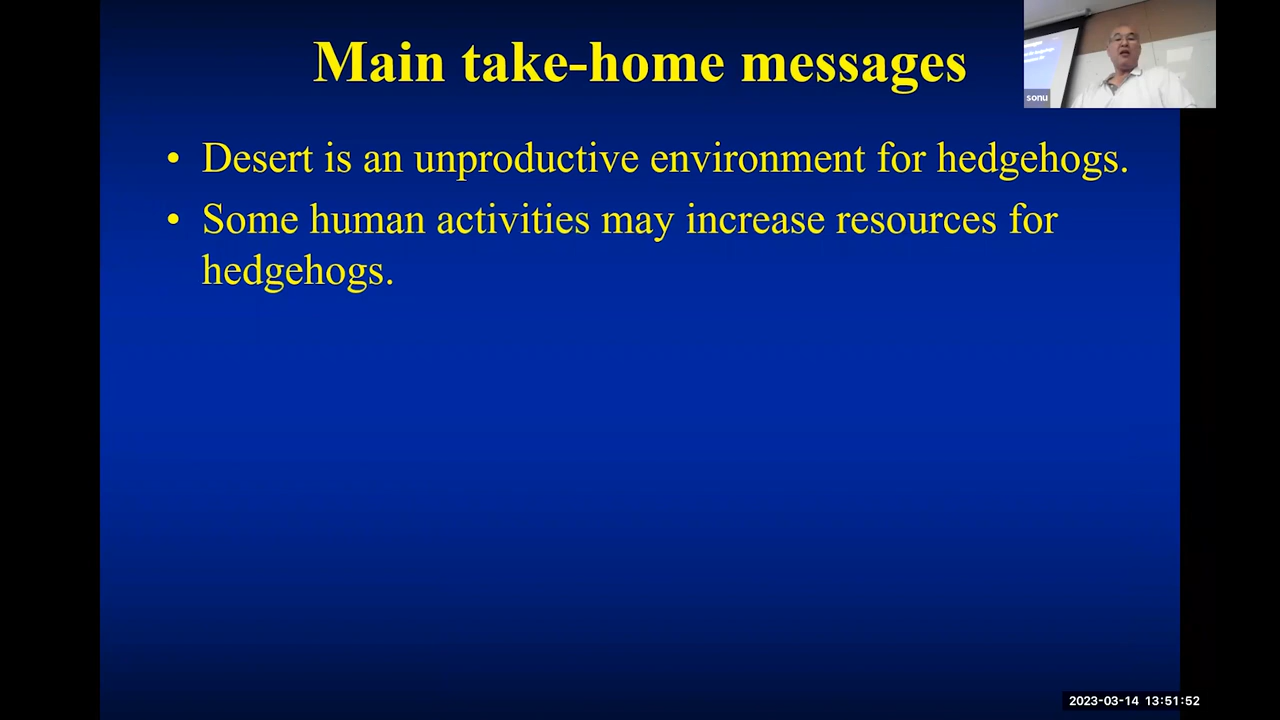 Main take-home messages
• Desert is an unproductive environment for hedgehogs.
• Some human activities may increase resources for
hedgehogs.
sonu
2023-03-14 13:51:52